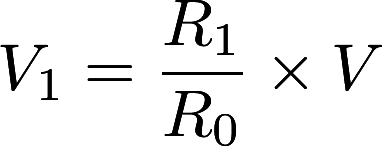 V₁ = R₁/R₀ × V